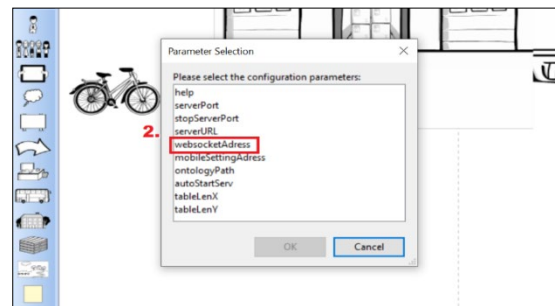 Parameter Selection
Please select the configuration parameters:
help
serverPort
stopServerPort
serverURL
2.
websocketAdress
mobileSettingAdress
ontologyPath
autoStartServ
tableLenX
tableLenY
OK
Cancel